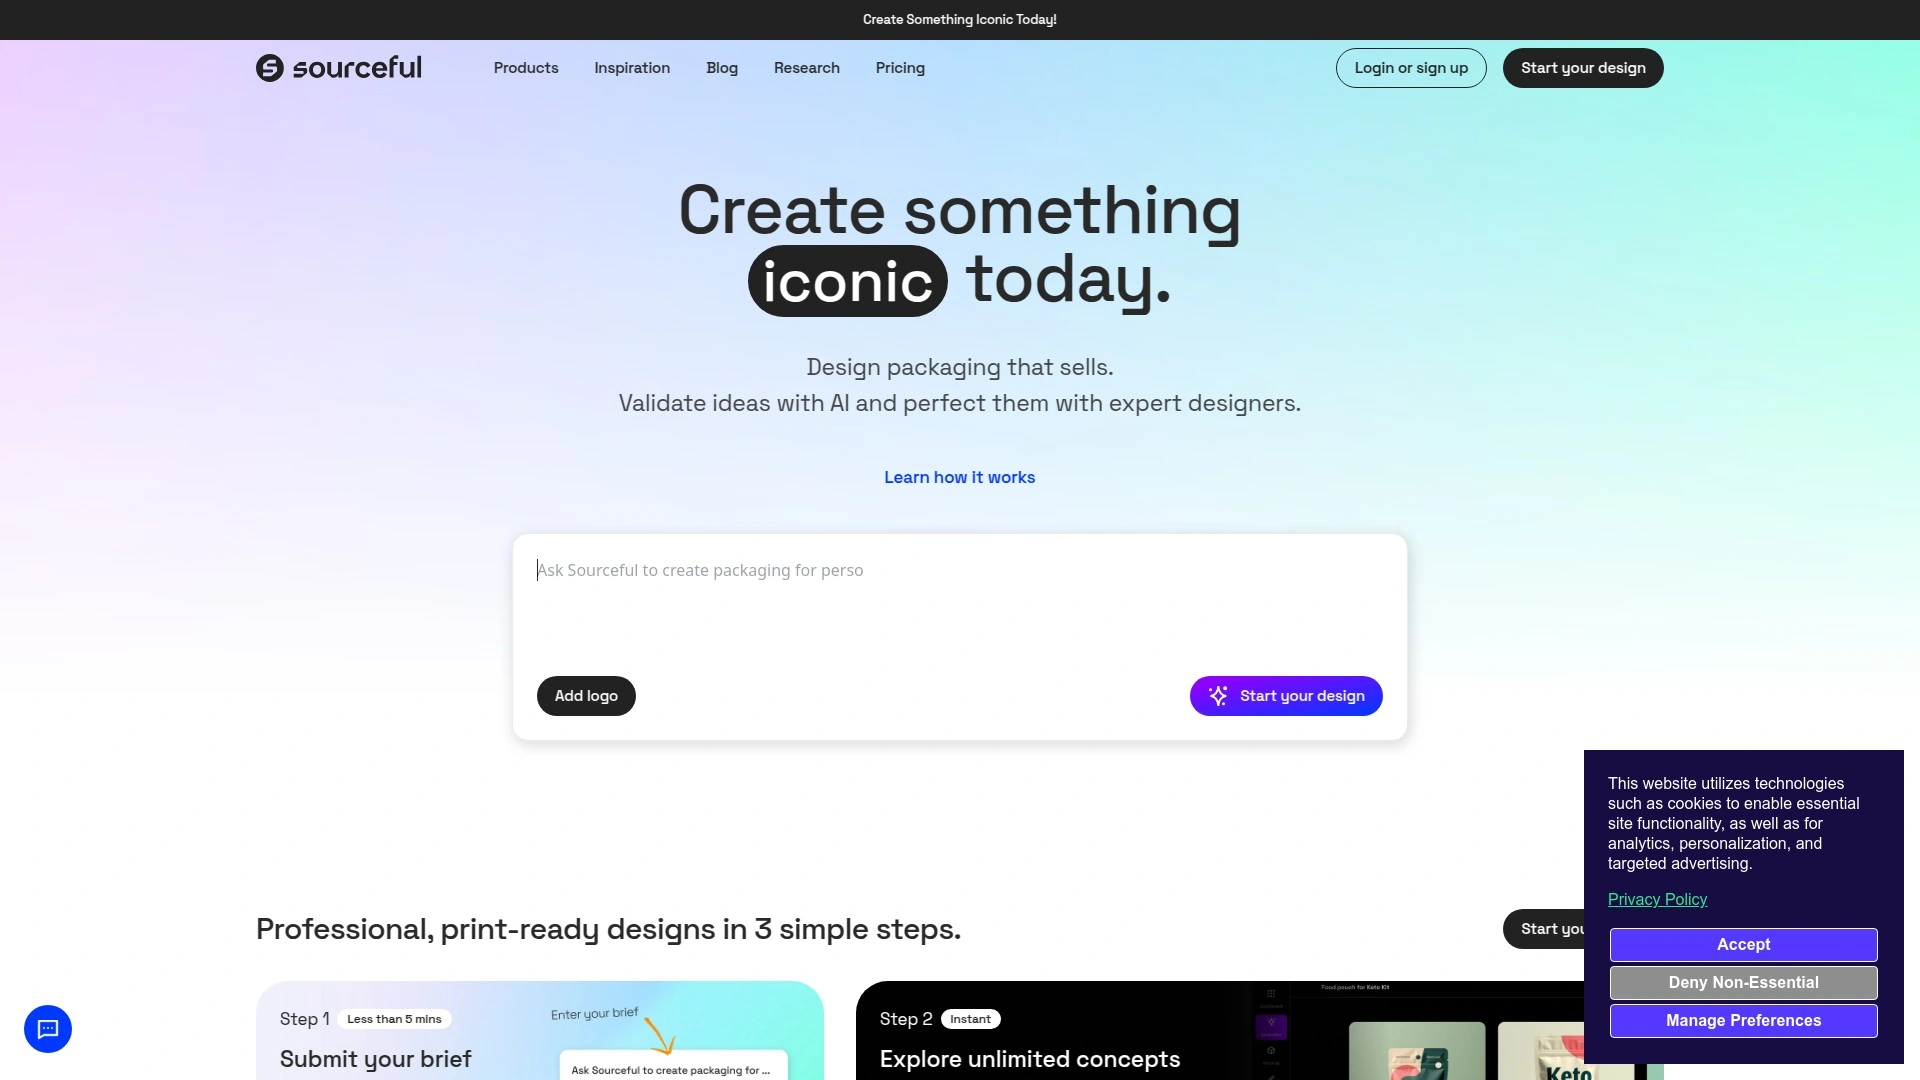 Create Something Iconic Today!
sourceful
Products
Inspiration
Blog
Research
Pricing
Login or sign up
Start your design
Create something
iconic today.
Design packaging that sells.
Validate ideas with AI and perfect them with expert designers.
Learn how it works
Ask Sourceful to create packaging for perso
Add logo
Start your design
Professional, print-ready designs in 3 simple steps.
Start you
Step 1
Less than 5 mins
Submit your brief
Enter your brief
Ask Sourceful to create packaging for ...
Step 2
Instant
Explore unlimited concepts
Food pouch for Keto Kit
Keto
This website utilizes technologies
such as cookies to enable essential
site functionality, as well as for
analytics, personalization, and
targeted advertising.
Privacy Policy
Accept
Deny Non-Essential
Manage Preferences